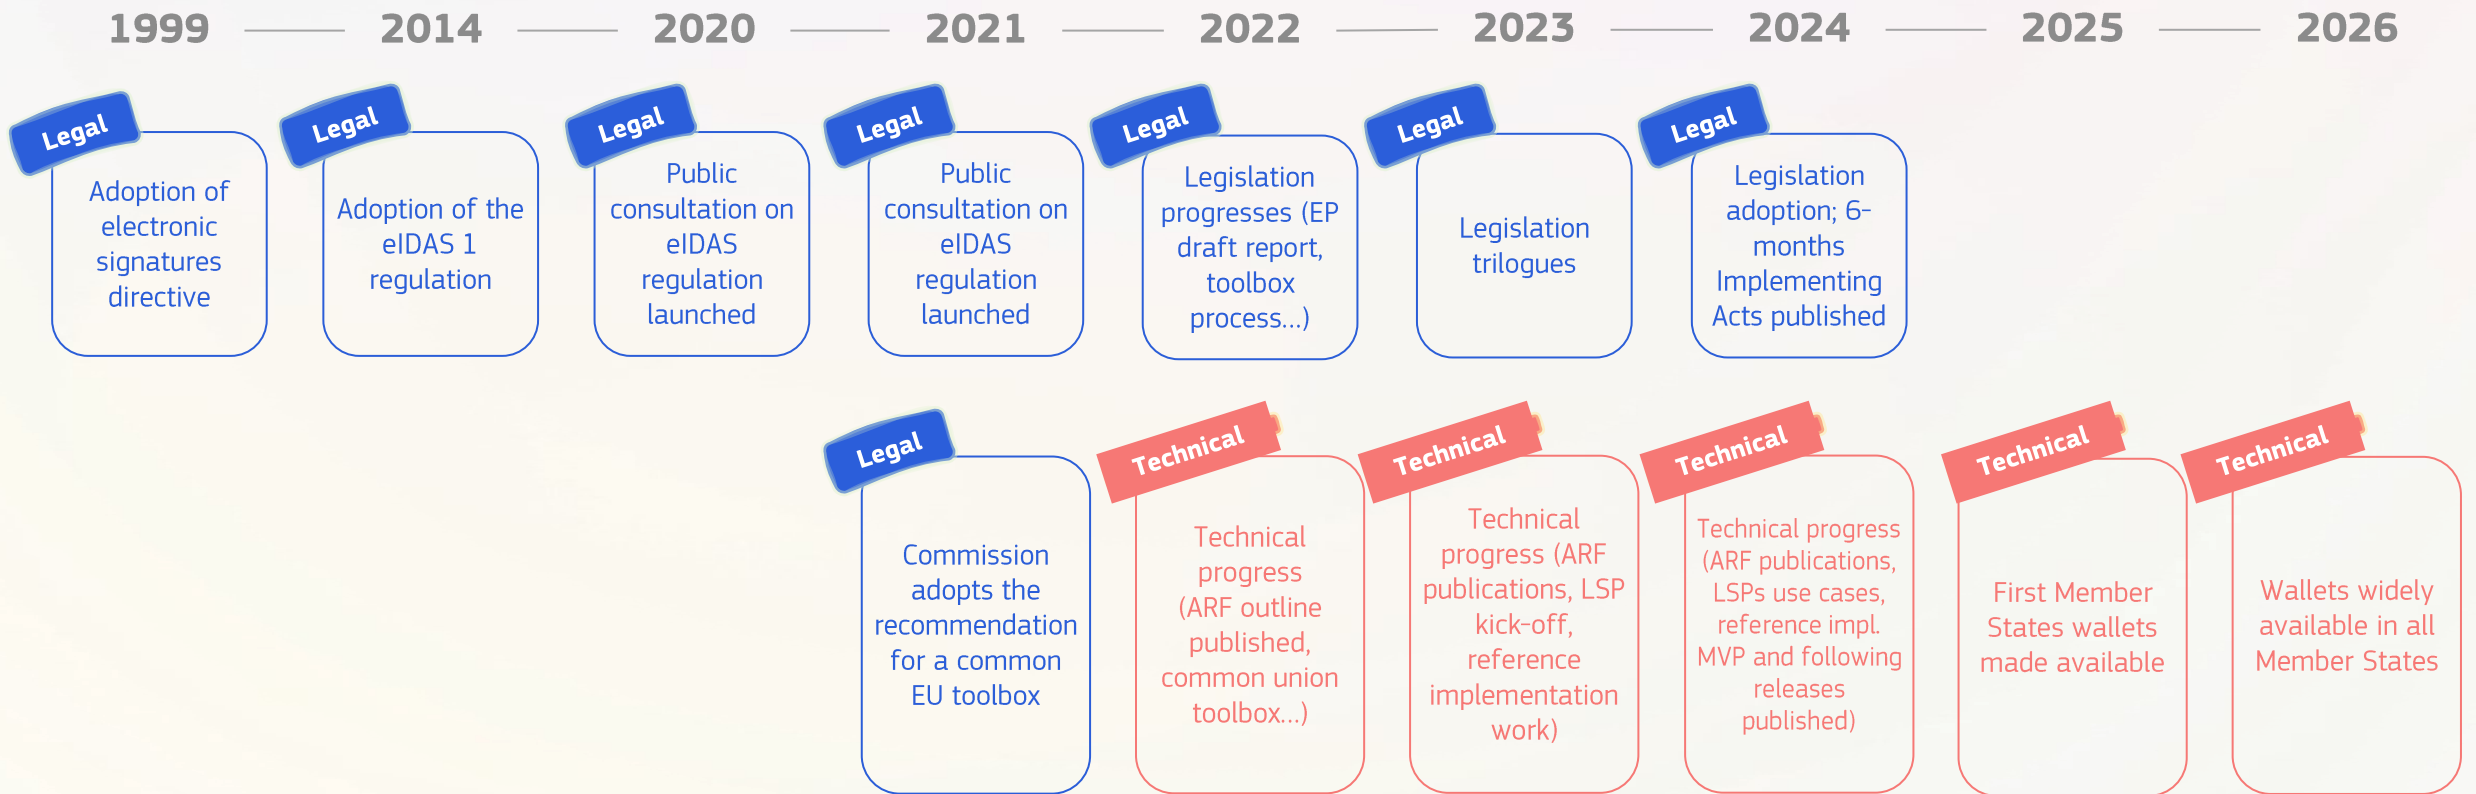 1999 2014 2020 2021 2022 2023 2024 2025 2026
Legal
Adoption of
electronic
signatures
directive
Legal
Adoption of the
eIDAS 1
regulation
Legal
Public
consultation on
eIDAS
regulation
launched
Legal
Public
consultation on
eIDAS
regulation
launched
Legal
Legislation
progresses (EP
draft report,
toolbox
process...)
Legal
Legislation
trilogues
Legal
Legislation
adoption; 6-
months
Implementing
Acts published
Legal
Commission
adopts the
recommendation
for a common
EU toolbox
Technical
Technical
progress
(ARF outline
published,
common union
toolbox...)
Technical
Technical
progress (ARF
publications, LSP
kick-off,
reference
implementation
work)
Technical
Technical progress
(ARF publications,
LSPs use cases,
reference impl.
MVP and following
releases
published)
Technical
First Member
States wallets
made available
Technical
Wallets widely
available in all
Member States